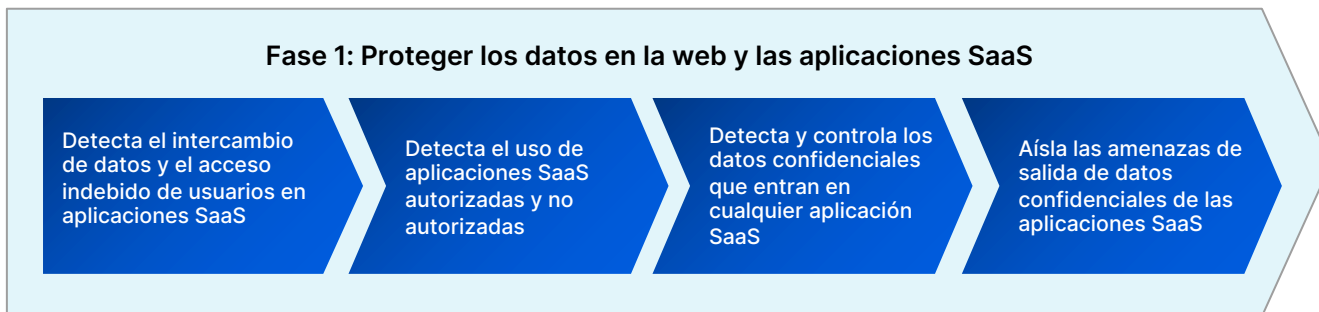 Fase 1: Proteger los datos en la web y las aplicaciones SaaS
Detecta el intercambio
de datos y el acceso
indebido de usuarios en
aplicaciones SaaS
Detecta el uso de
aplicaciones SaaS
autorizadas y no
autorizadas
Detecta y controla los
datos confidenciales
que entran en
cualquier aplicación
SaaS
Aísla las amenazas de
salida de datos
confidenciales de las
aplicaciones SaaS